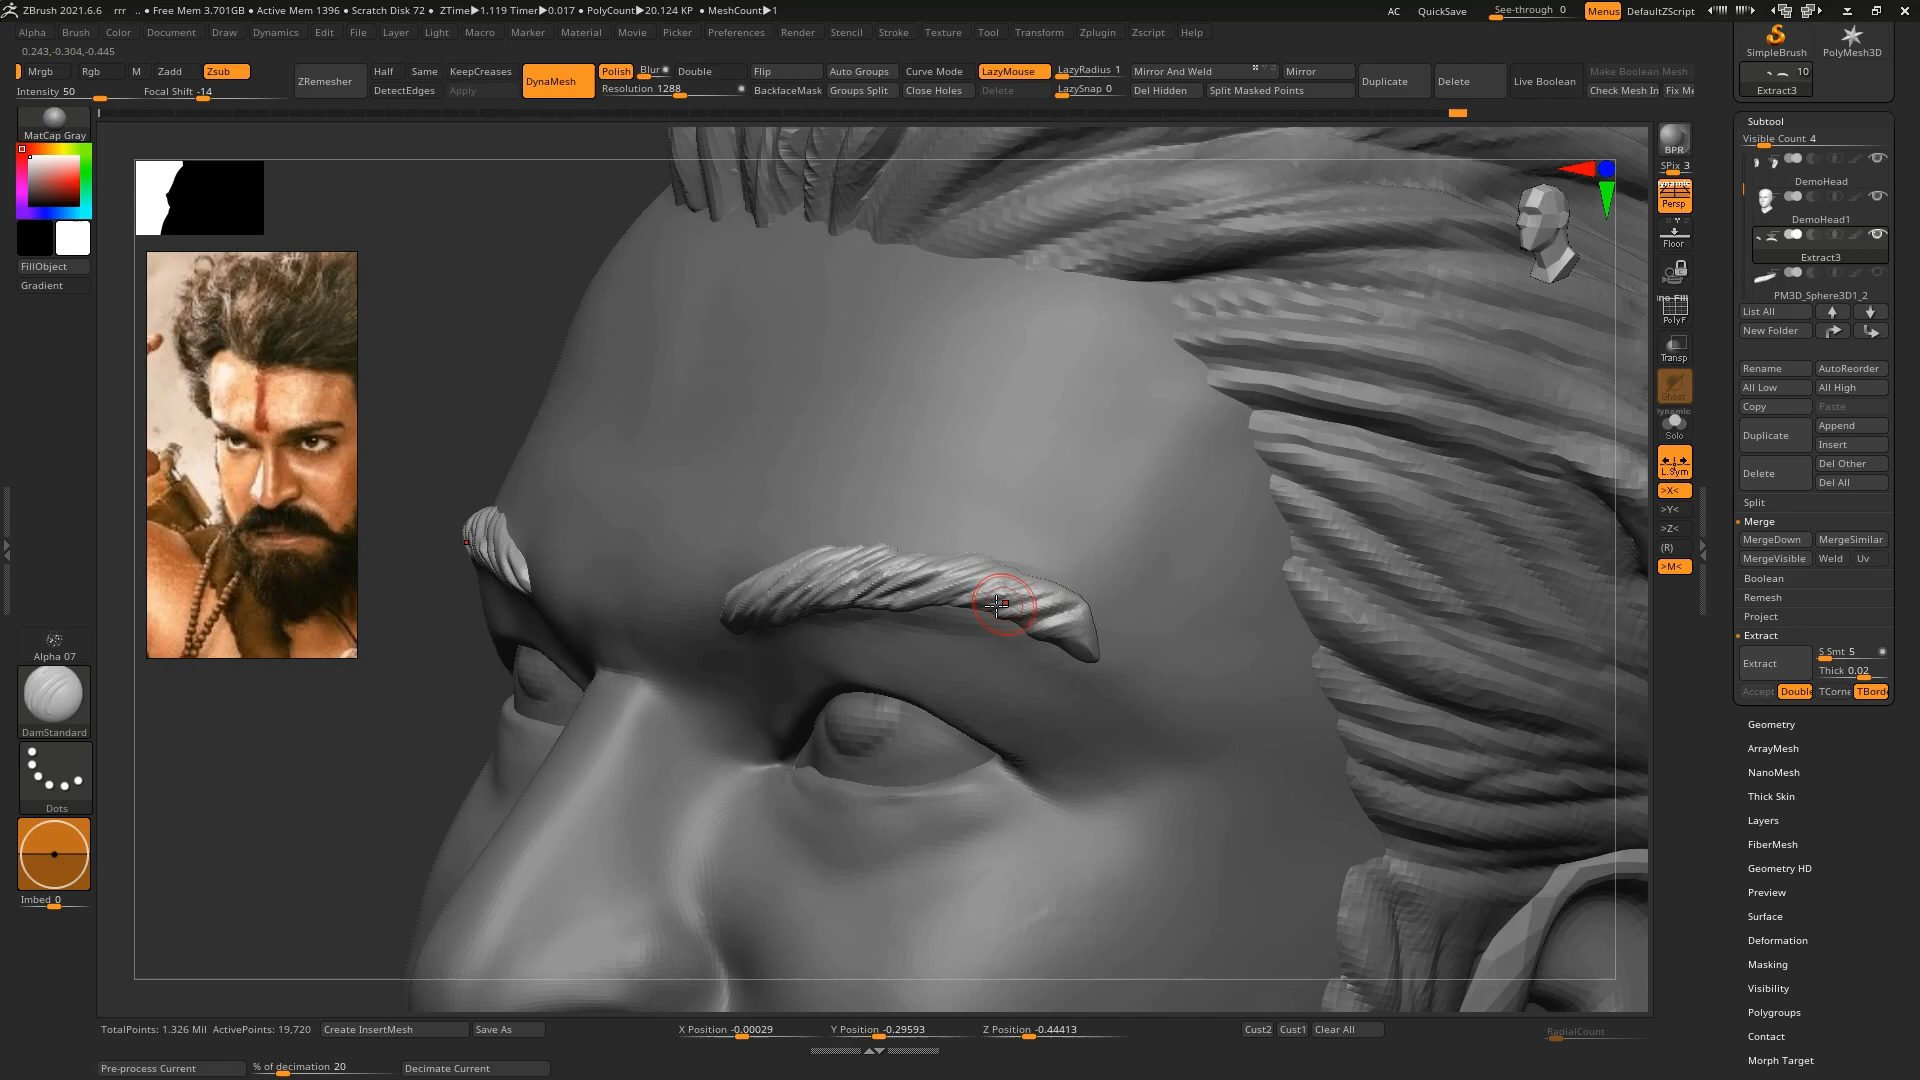 ZBrush 2021.6.6 rrr .. • Free Mem 3.701GB • Active Mem 1396 • Scratch Disk 72 • ZTime▶1.119 Timer▶0.017 • PolyCount▶20.124 KP • MeshCount▶1 AC QuickSave See-through 0 Menus DefaultZScript
Alpha Brush Color Document Draw Dynamics Edit File Layer Light Macro Marker Material Movie Picker Preferences Render Stencil Stroke Texture Tool Transform Zplugin Zscript Help
0.243,-0.304,-0.445
SimpleBrush PolyMesh3D
Mrgb Rgb M Zadd Zsub
Intensity 50 Focal Shift -14
ZRemesher
Half Same KeepCreases
DetectEdges Apply
DynaMesh
Polish Blur Double
Resolution 1288
Flip Auto Groups Curve Mode
BackfaceMask Groups Split Close Holes
LazyMouse LazyRadius 1
Delete LazySnap 0
Mirror And Weld Mirror
Del Hidden Split Masked Points
Duplicate
Delete
Live Boolean
Make Boolean Mesh
Check Mesh In Fix Me
10
Extract3
MatCap Gray
FillObject
Gradient
Alpha 07
DamStandard
Dots
Imbed 0
BPR
SPix 3
Dynamic
Persp
Floor
Line Fill
PolyF
Transp
Ghost
Dynamic
Solo
L.Sym
>X<
>Y<
>Z<
(R)
>M<
Subtool
Visible Count 4
DemoHead
DemoHead1
Extract3
PM3D_Sphere3D1_2
List All
New Folder
Rename AutoReorder
All Low All High
Copy Paste
Duplicate Append
Insert
Delete Del Other
Del All
Split
Merge
MergeDown MergeSimilar
MergeVisible Weld Uv
Boolean
Remesh
Project
Extract
Extract S Smt 5
Thick 0.02
Accept Double TCorne TBorde
Geometry
ArrayMesh
NanoMesh
Thick Skin
Layers
FiberMesh
Geometry HD
Preview
Surface
Deformation
Masking
Visibility
Polygroups
Contact
Morph Target
TotalPoints: 1.326 Mil ActivePoints: 19,720 Create InsertMesh Save As X Position -0.00029 Y Position -0.29593 Z Position -0.44413 Cust2 Cust1 Clear All RadialCount
Pre-process Current % of decimation 20 Decimate Current